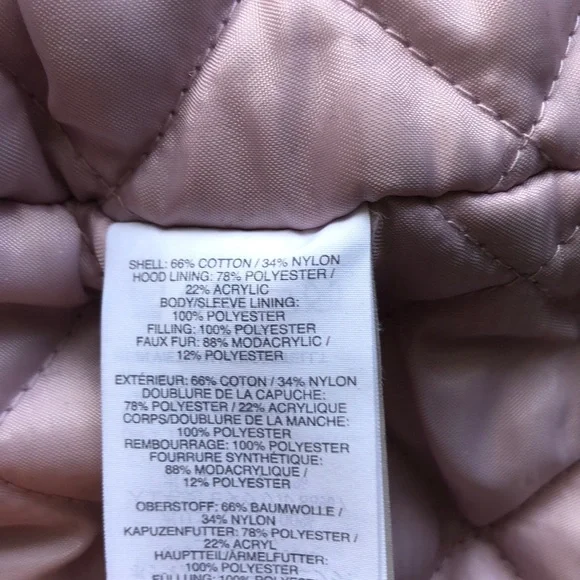 SHELL: 66% COTTON / 34% NYLON
HOOD LINING: 78% POLYESTER /
22% ACRYLIC
BODY/SLEEVE LINING:
100% POLYESTER
FILLING: 100% POLYESTER
FAUX FUR: 88% MODACRYLIC /
12% POLYESTER
EXTÉRIEUR: 66% COTON / 34% NYLON
DOUBLURE DE LA CAPUCHE:
78% POLYESTER / 22% ACRYLIQUE
CORPS/DOUBLURE DE LA MANCHE:
100% POLYESTER
REMBOURRAGE: 100% POLYESTER
FOURRURE SYNTHÉTIQUE:
88% MODACRYLIQUE /
12% POLYESTER
OBERSTOFF: 66% BAUMWOLLE /
34% NYLON
KAPUZENFUTTER: 78% POLYESTER /
22% ACRYL
HAUPTTEIL/ÄRMELFUTTER:
100% POLYESTER
FÜLLUNG: 100% POLYESTER